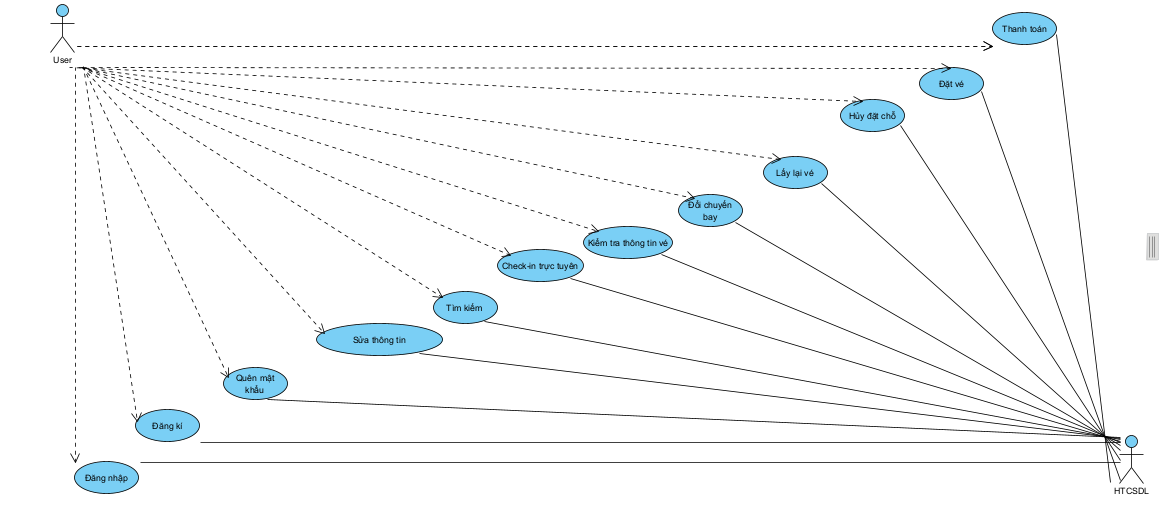 Thanh toán
User
Đặt vé
Hủy đặt chỗ
Lấy lại vé
Đổi chuyến
bay
Kiểm tra thông tin vé
Check-in trực tuyên
Tìm kiếm
Sửa thông tin
Quên mật
khẩu
Đăng kí
Đăng nhập
HTCSDL